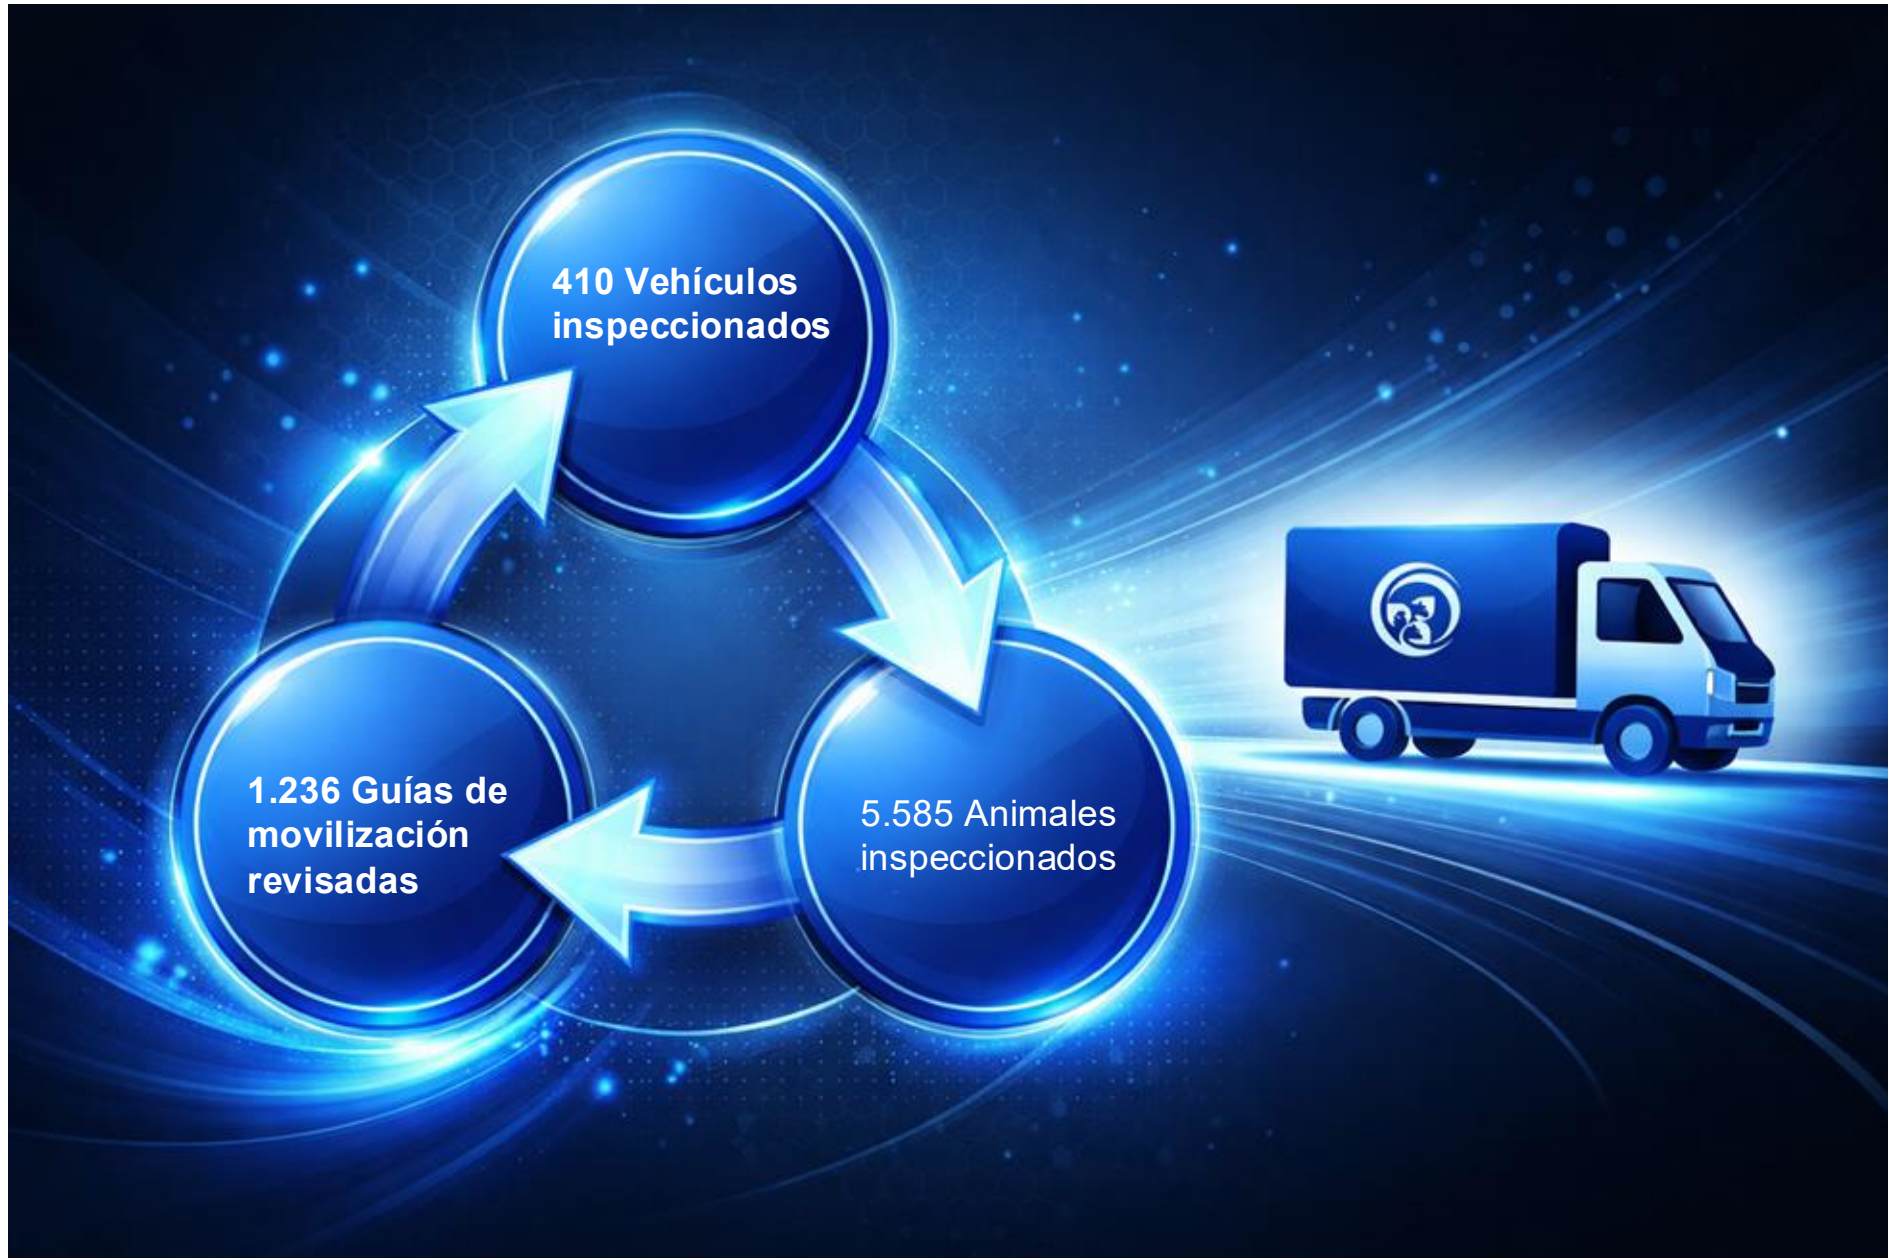 410 Vehículos
inspeccionados
1.236 Guías de
movilización
revisadas
5.585 Animales
inspeccionados